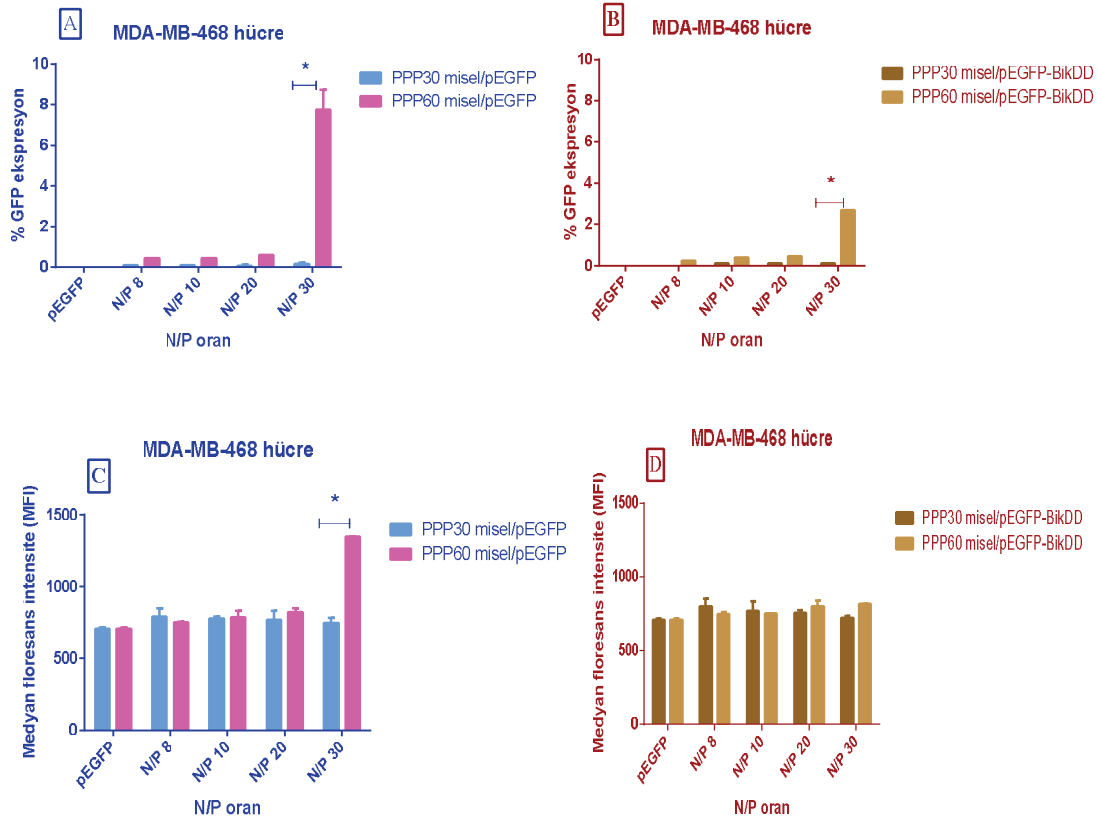 A
MDA-MB-468 hücre
% GFP ekspresyon
10
8
6
4
2
0
*
PPP30 misel/pEGFP
PPP60 misel/pEGFP
pEGFP
N/P 8
N/P 10
N/P 20
N/P 30
N/P oran
B
MDA-MB-468 hücre
% GFP ekspresyon
10
8
6
4
2
0
*
PPP30 misel/pEGFP-BikDD
PPP60 misel/pEGFP-BikDD
pEGFP
N/P 8
N/P 10
N/P 20
N/P 30
N/P oran
MDA-MB-468 hücre
C
Medyan floresans intensite (MFI)
1500
1000
500
0
*
PPP30 misel/pEGFP
PPP60 misel/pEGFP
pEGFP
N/P 8
N/P 10
N/P 20
N/P 30
N/P oran
MDA-MB-468 hücre
D
Medyan floresans intensite (MFI)
1500
1000
500
0
PPP30 misel/pEGFP-BikDD
PPP60 misel/pEGFP-BikDD
pEGFP
N/P 8
N/P 10
N/P 20
N/P 30
N/P oran